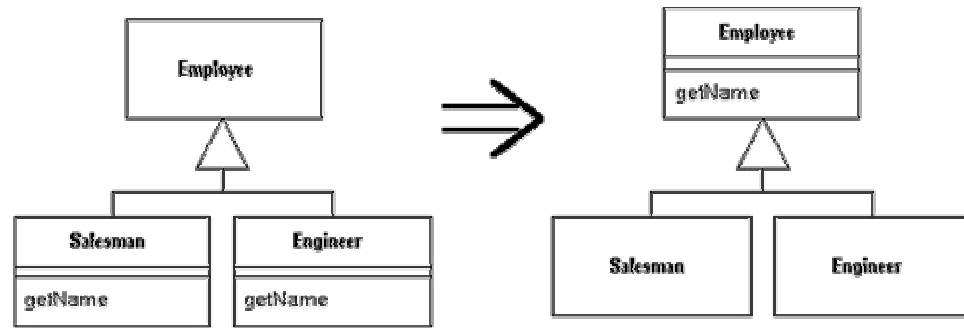 Employee
Salesman
getName
Engineer
getName
Employee
getName
Salesman
Engineer